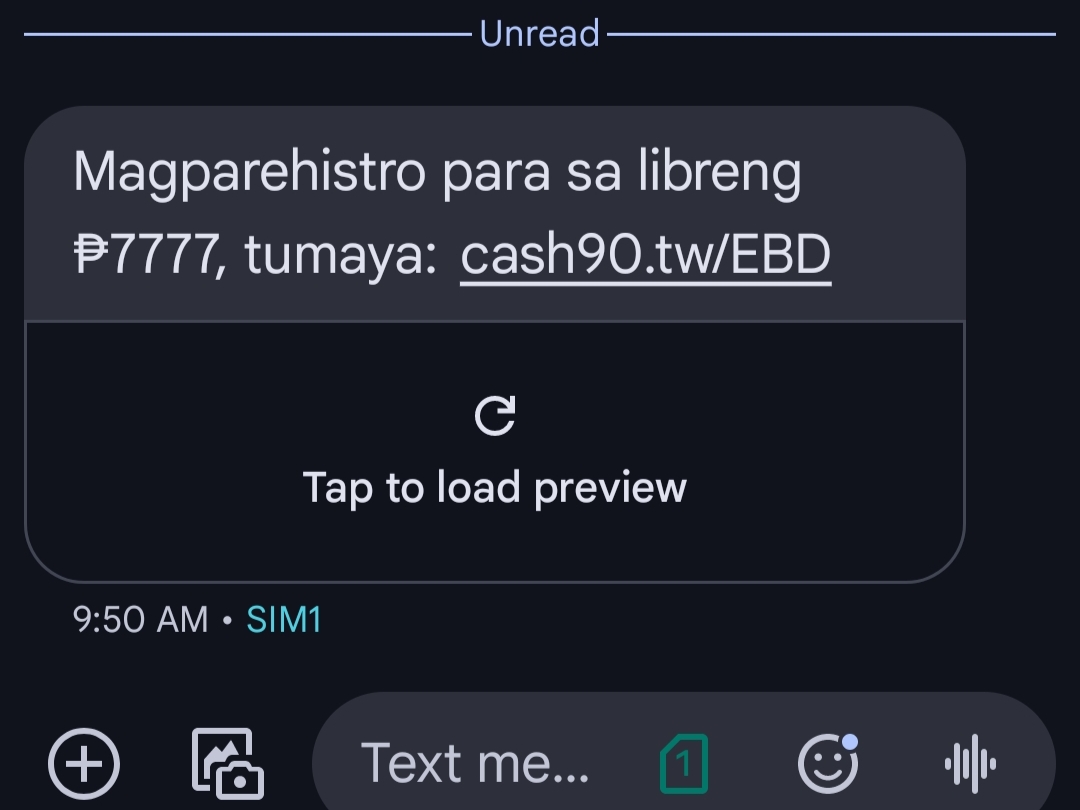 Unread
Magparehistro para sa libreng
₱7777, tumaya: cash90.tw/EBD
Tap to load preview
9:50 AM • SIM1
Text me... 1